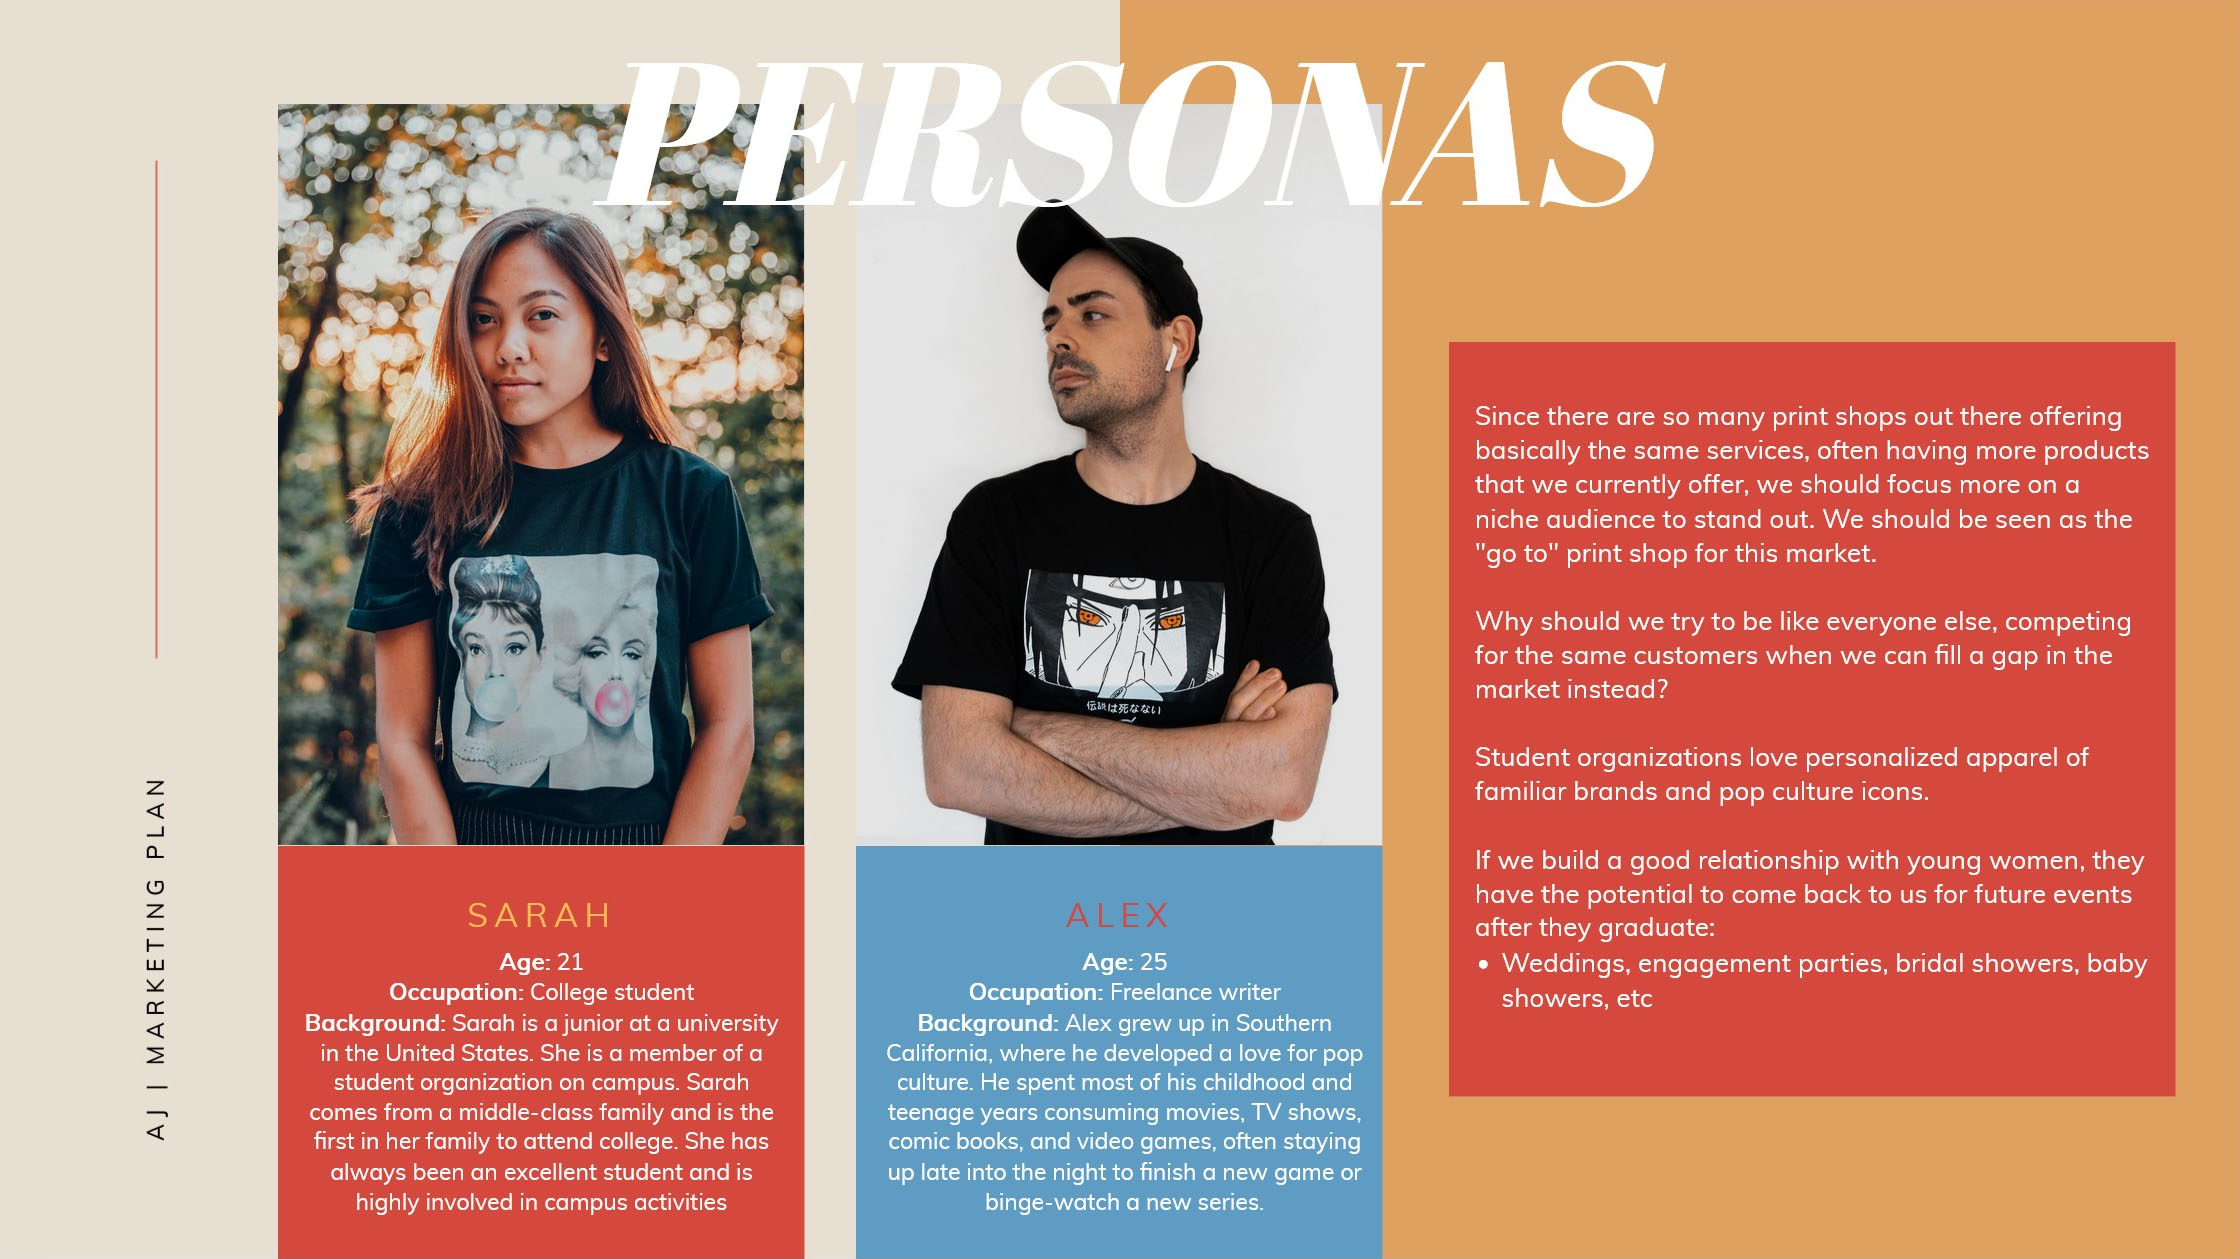 PERSONAS
AJ | MARKETING PLAN
伝説は死なない
SARAH
Age: 21
Occupation: College student
Background: Sarah is a junior at a university
in the United States. She is a member of a
student organization on campus. Sarah
comes from a middle-class family and is the
first in her family to attend college. She has
always been an excellent student and is
highly involved in campus activities
ALEX
Age: 25
Occupation: Freelance writer
Background: Alex grew up in Southern
California, where he developed a love for pop
culture. He spent most of his childhood and
teenage years consuming movies, TV shows,
comic books, and video games, often staying
up late into the night to finish a new game or
binge-watch a new series.
Since there are so many print shops out there offering
basically the same services, often having more products
that we currently offer, we should focus more on a
niche audience to stand out. We should be seen as the
"go to" print shop for this market.
Why should we try to be like everyone else, competing
for the same customers when we can fill a gap in the
market instead?
Student organizations love personalized apparel of
familiar brands and pop culture icons.
If we build a good relationship with young women, they
have the potential to come back to us for future events
after they graduate:
• Weddings, engagement parties, bridal showers, baby
showers, etc